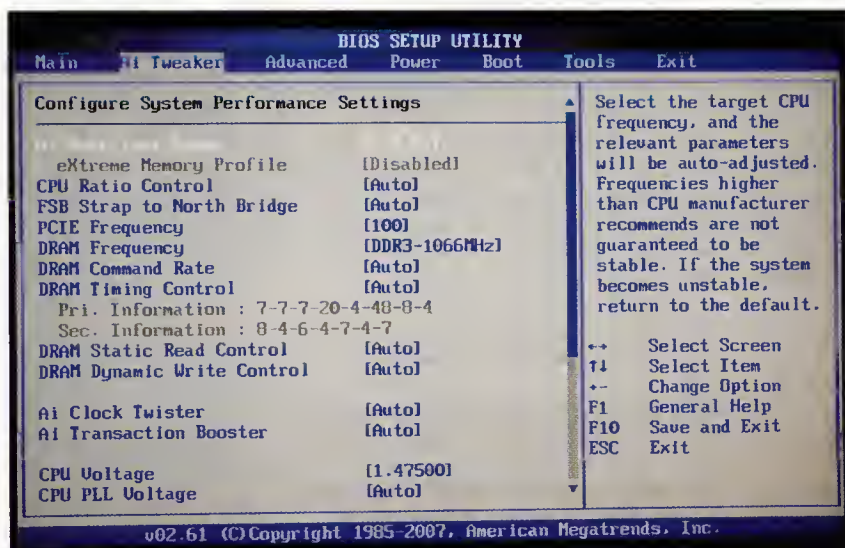 BIOS SETUP UTILITY
Main Ai Tweaker Advanced Power Boot Tools Exit
Configure System Performance Settings
eXtreme Memory Profile [Disabled]
CPU Ratio Control [Auto]
FSB Strap to North Bridge [Auto]
PCIE Frequency [100]
DRAM Frequency [DDR3-1066MHz]
DRAM Command Rate [Auto]
DRAM Timing Control [Auto]
Pri. Information : 7-7-7-20-4-48-8-4
Sec. Information : 8-4-6-4-7-4-7
DRAM Static Read Control [Auto]
DRAM Dynamic Write Control [Auto]
Ai Clock Twister [Auto]
Ai Transaction Booster [Auto]
CPU Voltage [1.47500]
CPU PLL Voltage [Auto]
Select the target CPU
frequency, and the
relevant parameters
will be auto-adjusted.
Frequencies higher
than CPU manufacturer
recommends are not
guaranteed to be
stable. If the system
becomes unstable,
return to the default.
←→ Select Screen
↑↓ Select Item
+- Change Option
F1 General Help
F10 Save and Exit
ESC Exit
v02.61 (C)Copyright 1985-2007, American Megatrends, Inc.